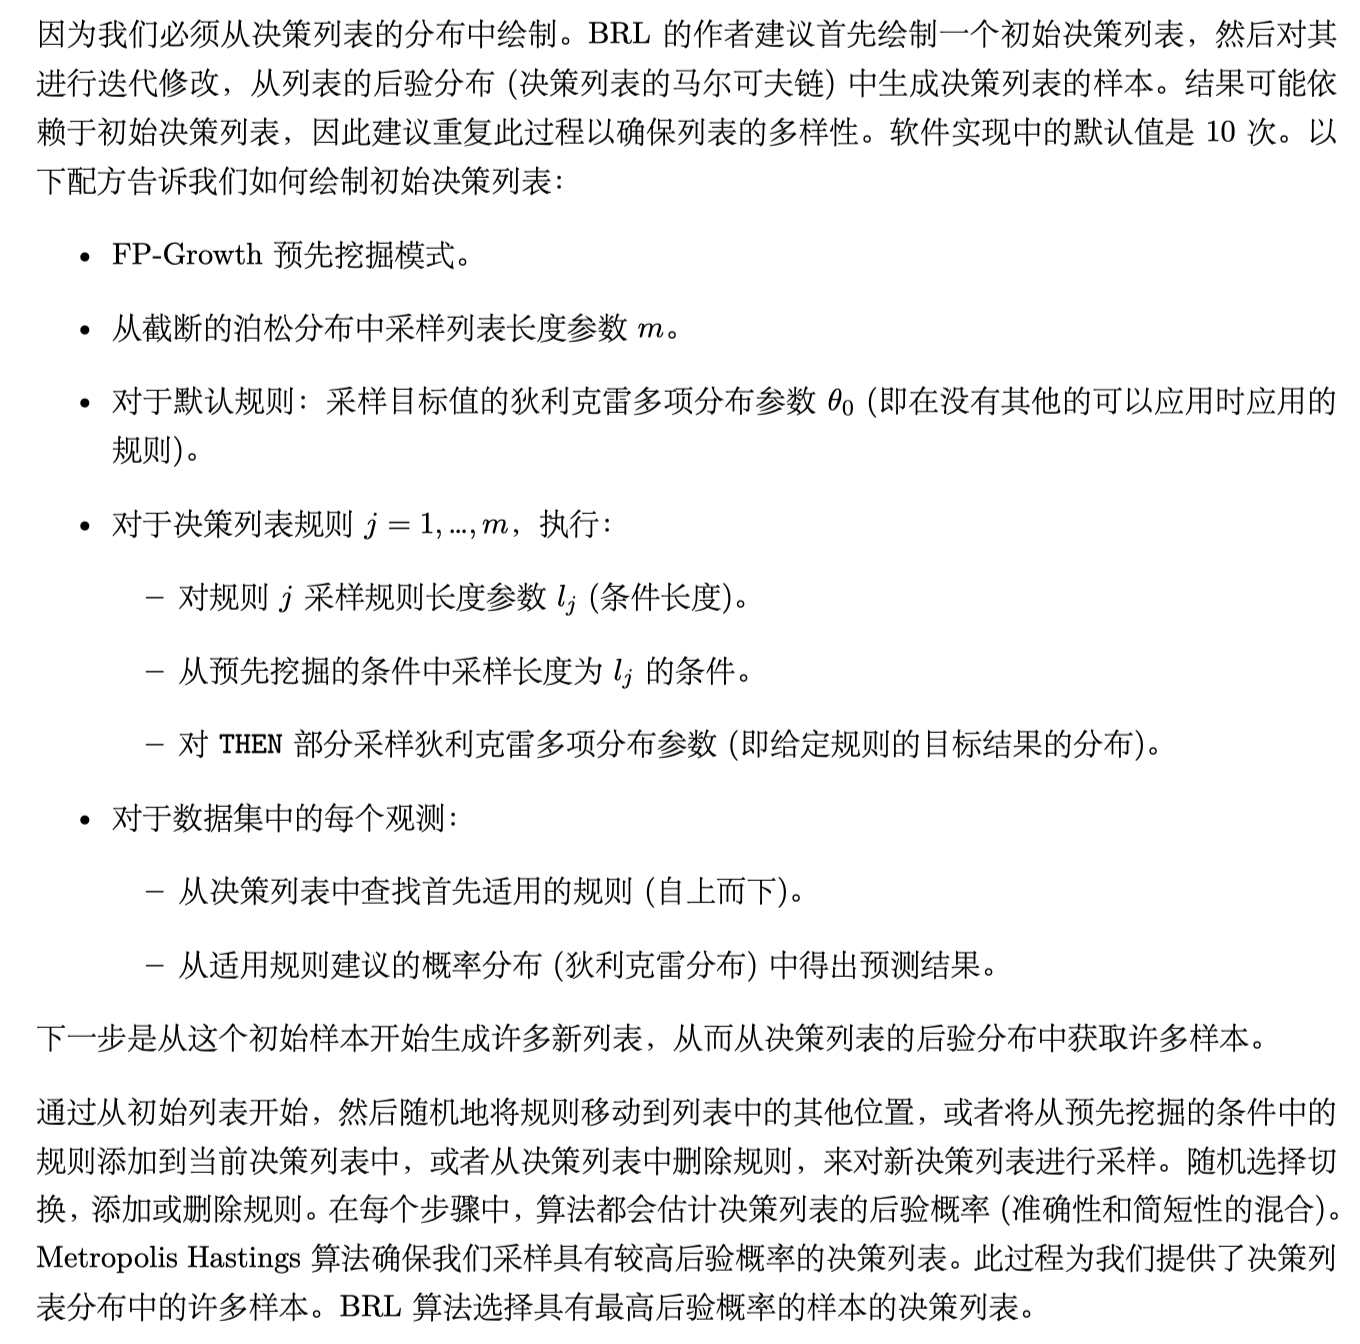 因为我们必须从决策列表的分布中绘制。BRL 的作者建议首先绘制一个初始决策列表，然后对其
进行迭代修改，从列表的后验分布 (决策列表的马尔可夫链) 中生成决策列表的样本。结果可能依
赖于初始决策列表，因此建议重复此过程以确保列表的多样性。软件实现中的默认值是 10 次。以
下配方告诉我们如何绘制初始决策列表：
• FP-Growth 预先挖掘模式。
• 从截断的泊松分布中采样列表长度参数 m。
• 对于默认规则：采样目标值的狄利克雷多项分布参数 θ₀ (即在没有其他的可以应用时应用的
规则)。
• 对于决策列表规则 j = 1, ..., m，执行：
– 对规则 j 采样规则长度参数 lⱼ (条件长度)。
– 从预先挖掘的条件中采样长度为 lⱼ 的条件。
– 对 THEN 部分采样狄利克雷多项分布参数 (即给定规则的目标结果的分布)。
• 对于数据集中的每个观测：
– 从决策列表中查找首先适用的规则 (自上而下)。
– 从适用规则建议的概率分布 (狄利克雷分布) 中得出预测结果。
下一步是从这个初始样本开始生成许多新列表，从而从决策列表的后验分布中获取许多样本。
通过从初始列表开始，然后随机地将规则移动到列表中的其他位置，或者将从预先挖掘的条件中的
规则添加到当前决策列表中，或者从决策列表中删除规则，来对新决策列表进行采样。随机选择切
换，添加或删除规则。在每个步骤中，算法都会估计决策列表的后验概率 (准确性和简短性的混合)。
Metropolis Hastings 算法确保我们采样具有较高后验概率的决策列表。此过程为我们提供了决策列
表分布中的许多样本。BRL 算法选择具有最高后验概率的样本的决策列表。